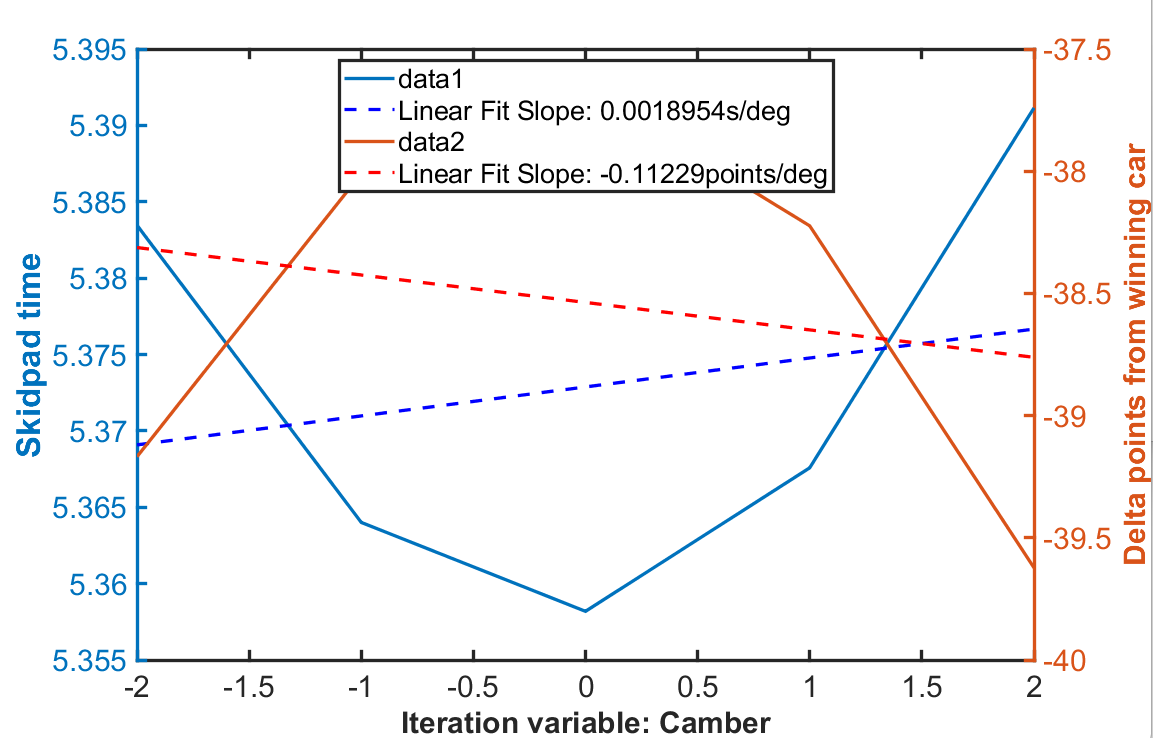 5.395
5.39
5.385
5.38
5.375
5.37
5.365
5.36
5.355
Skidpad time
data1
Linear Fit Slope: 0.0018954s/deg
data2
Linear Fit Slope: -0.11229points/deg
-37.5
-38
-38.5
-39
-39.5
-40
Delta points from winning car
-2 -1.5 -1 -0.5 0 0.5 1 1.5 2
Iteration variable: Camber